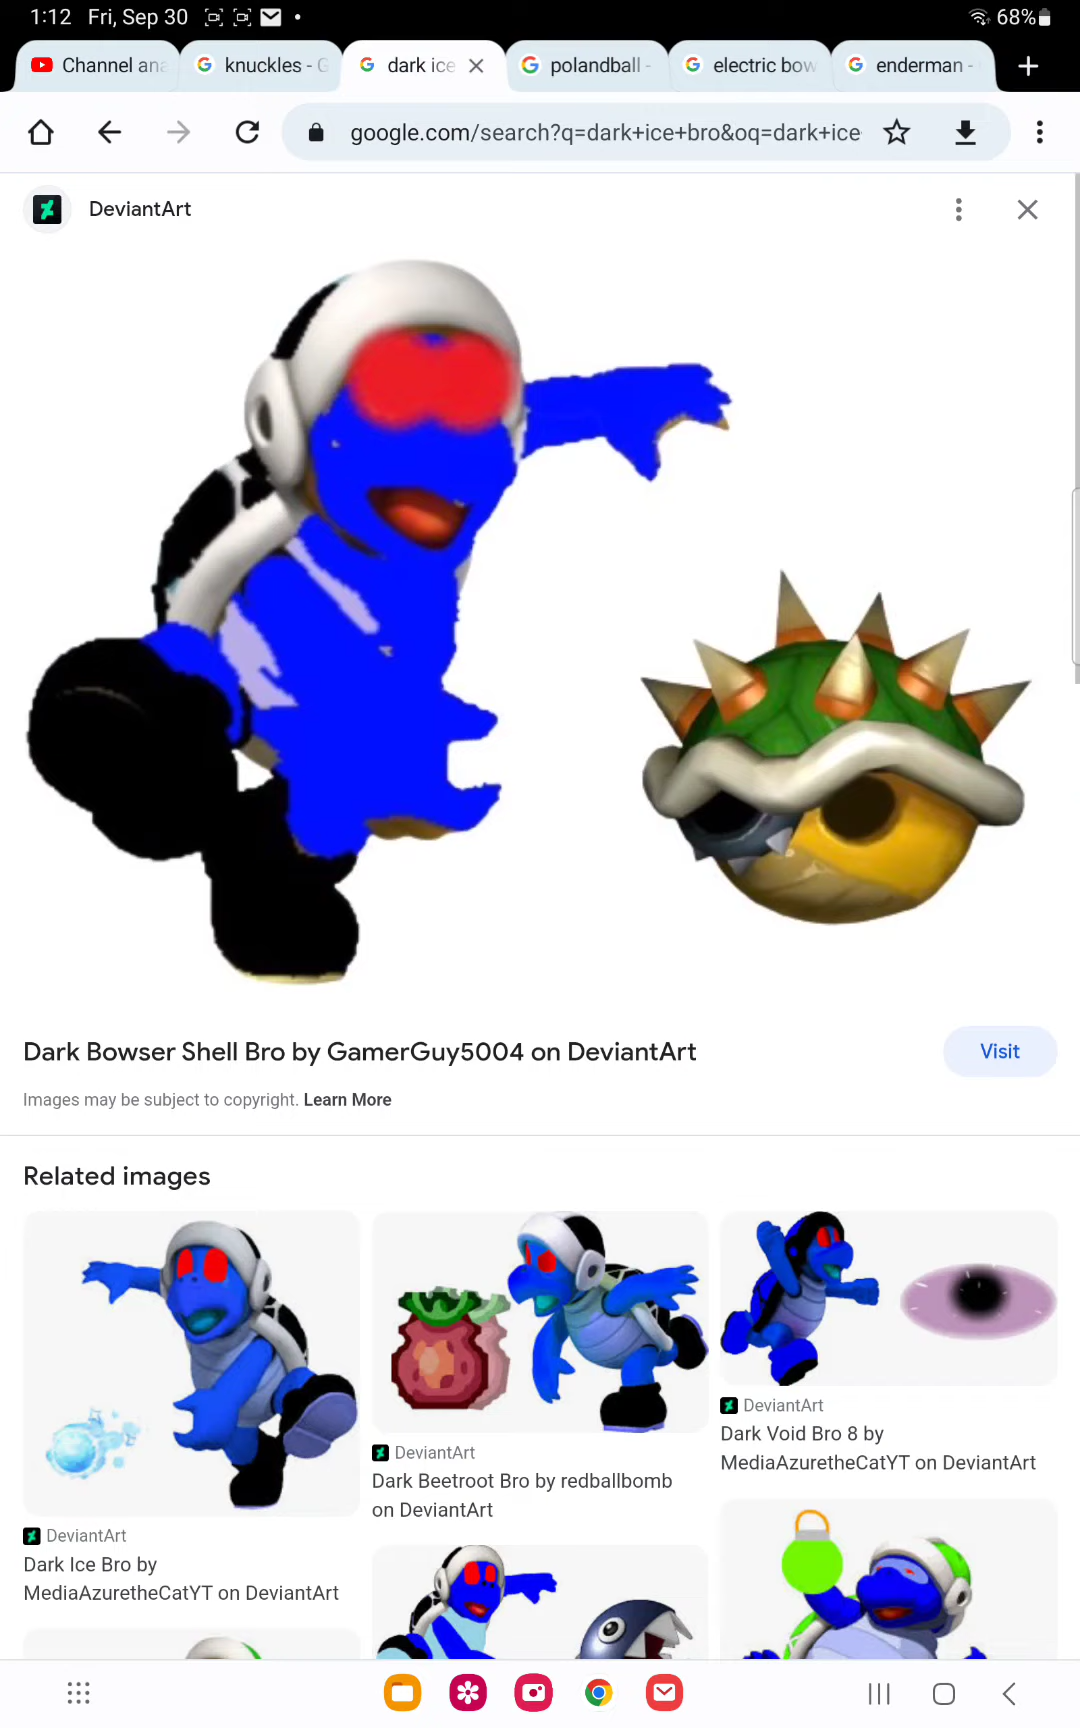 1:12 Fri, Sep 30
68%
Channel ana
knuckles - G
dark ice
polandball -
electric bow
enderman -
google.com/search?q=dark+ice+bro&oq=dark+ice
DeviantArt
Dark Bowser Shell Bro by GamerGuy5004 on DeviantArt
Visit
Images may be subject to copyright. Learn More
Related images
DeviantArt
Dark Ice Bro by
MediaAzuretheCatYT on DeviantArt
DeviantArt
Dark Beetroot Bro by redballbomb
on DeviantArt
DeviantArt
Dark Void Bro 8 by
MediaAzuretheCatYT on DeviantArt